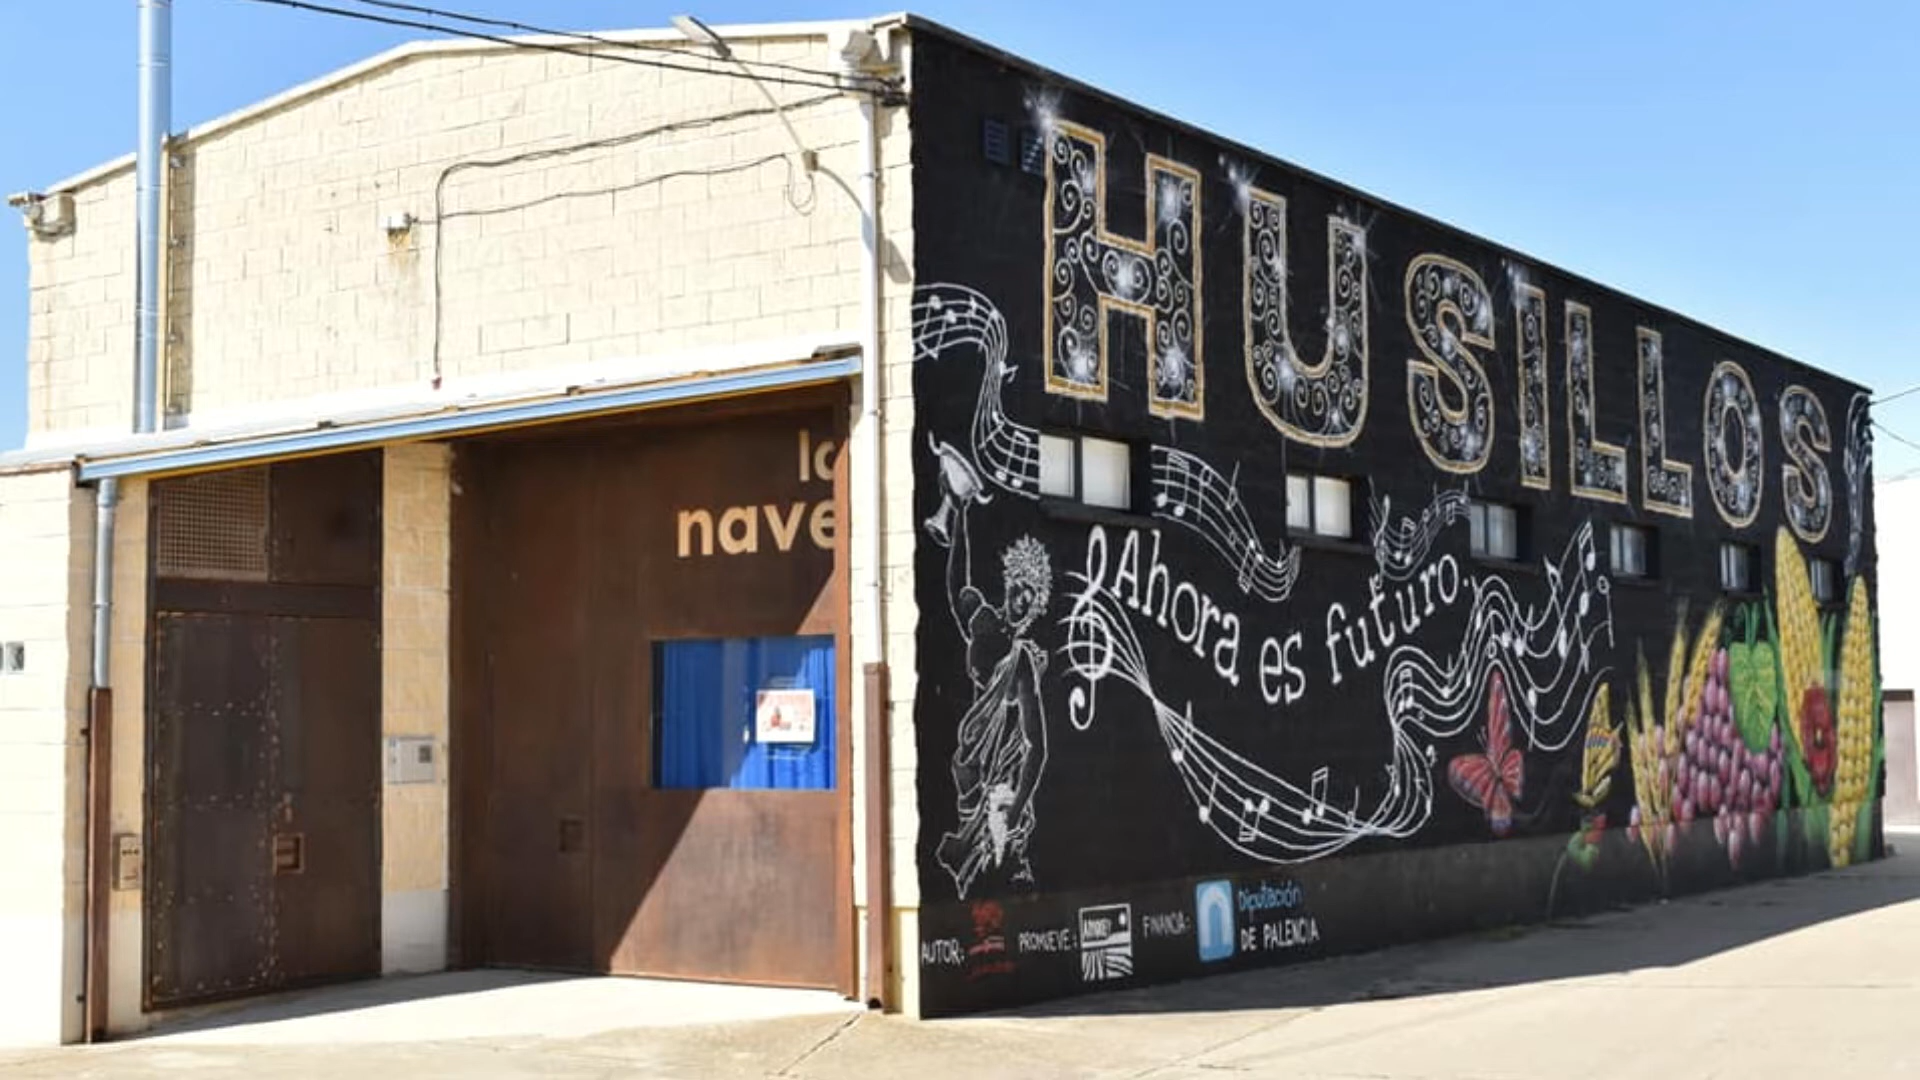 la
nave
HUSILLOS
Ahora es futuro.
AUTOR:
PROMUEVE:
FINANCIA:
Diputación
DE PALENCIA